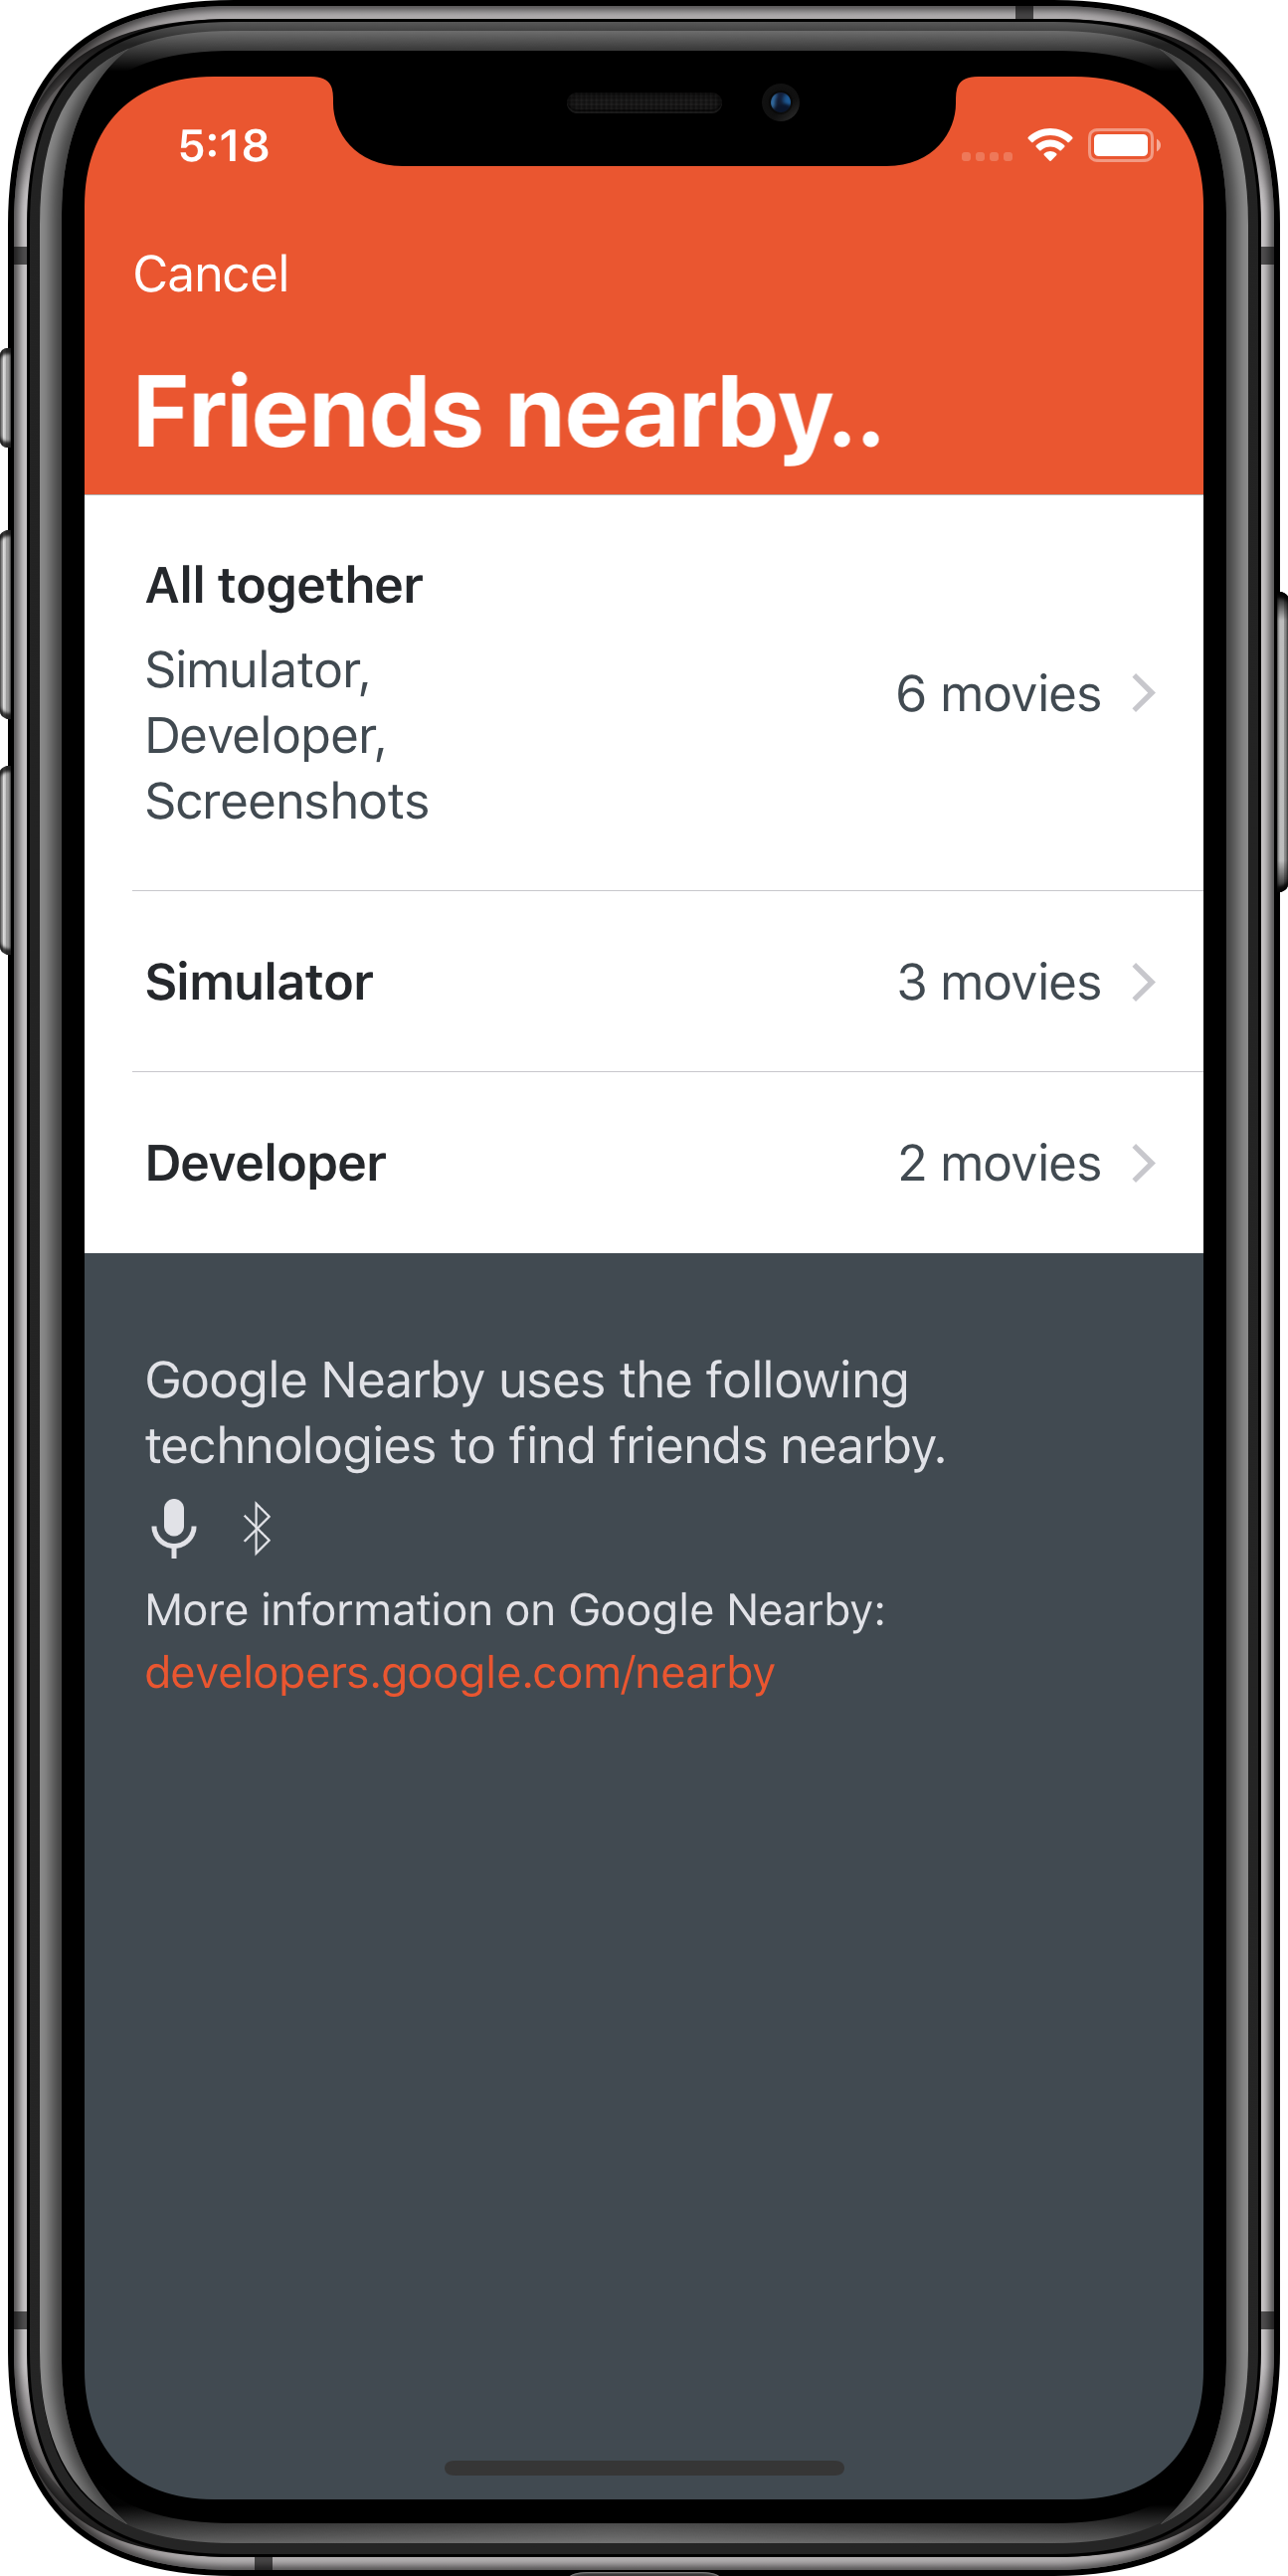 5:18
Cancel
Friends nearby..
All together
Simulator,
Developer,
Screenshots
6 movies
Simulator
3 movies
Developer
2 movies
Google Nearby uses the following
technologies to find friends nearby.
More information on Google Nearby:
developers.google.com/nearby